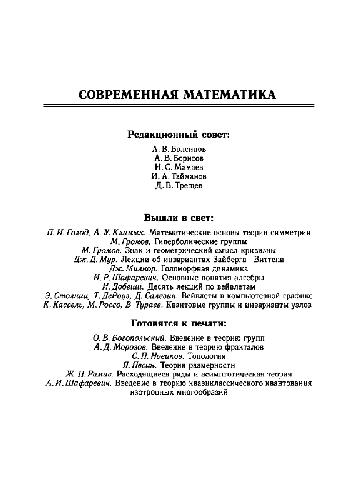 СОВРЕМЕННАЯ МАТЕМАТИКА
Редакционный совет:
А. В. Болсинов
А. В. Борисов
И. С. Мамаев
И. А. Тайманов
Д. В. Трещев
Вышли в свет:
П. И. Голод, А. У. Климык. Математические основы теории симметрий
М. Громов. Гиперболические группы
М. Громов. Знак и геометрический смысл кривизны
Дж. Д. Мур. Лекции об инвариантах Зайберга – Виттена
Дж. Милнор. Голоморфная динамика
И. Р. Шафаревич. Основные понятия алгебры
И. Добеши. Десять лекций по вейвлетам
Э. Столниц, Т. ДеРоуз, Д. Салезин. Вейвлеты в компьютерной графике
К. Кассель, М. Россо, В. Тураев. Квантовые группы и инварианты узлов
Готовятся к печати:
О. В. Богопольский. Введение в теорию групп
А. Д. Морозов. Введение в теорию фракталов
С. П. Новиков. Топология
Я. Песин. Теория размерности
Ж. П. Рамис. Расходящиеся ряды и асимптотическая теория
А. И. Шафаревич. Введение в теорию квазиклассического квантования
изотропных многообразий